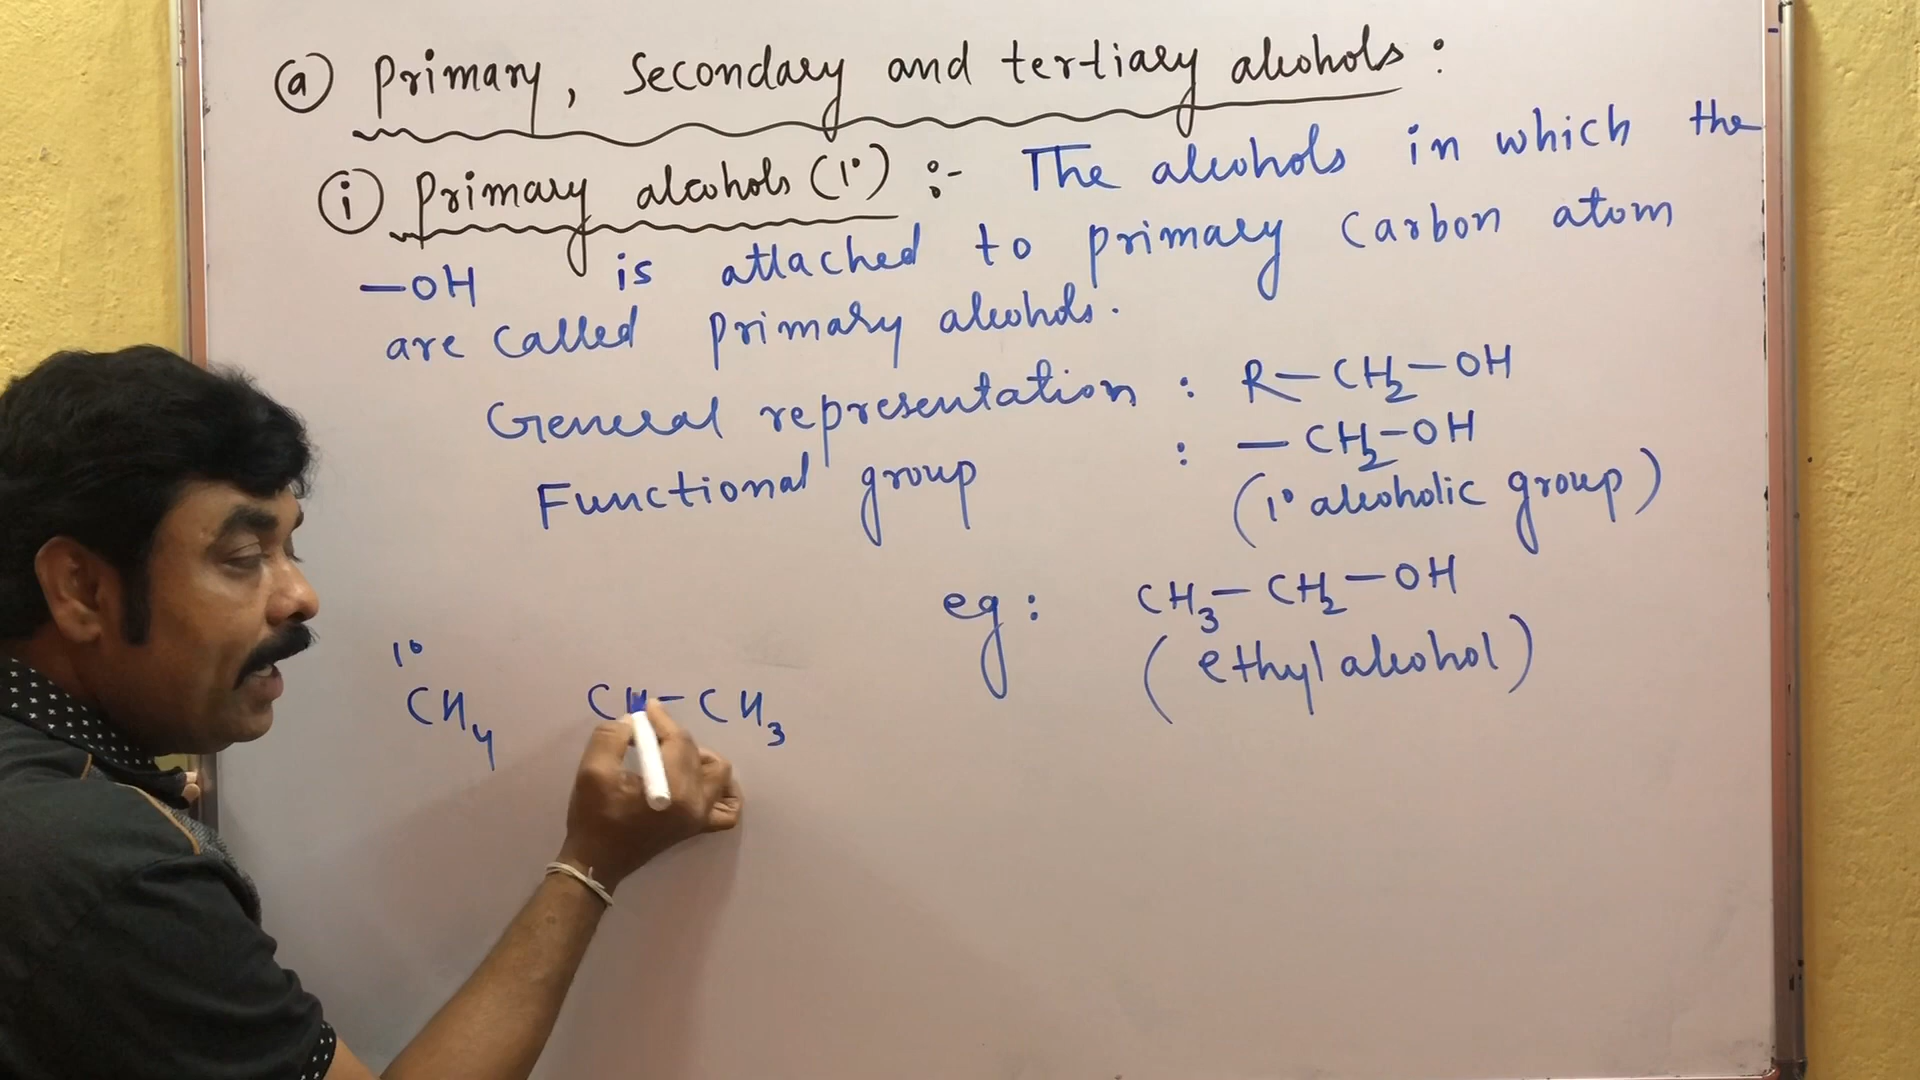 (a) Primary, Secondary and tertiary alcohols :
(i) Primary alcohols (1°) :- The alcohols in which the
—OH is attached to primary carbon atom
are called primary alcohols.
General representation : R—CH₂—OH
Functional group : —CH₂—OH
(1° alcoholic group)
eg : CH₃—CH₂—OH
(ethyl alcohol)
1°
CH₄ CH—CH₃